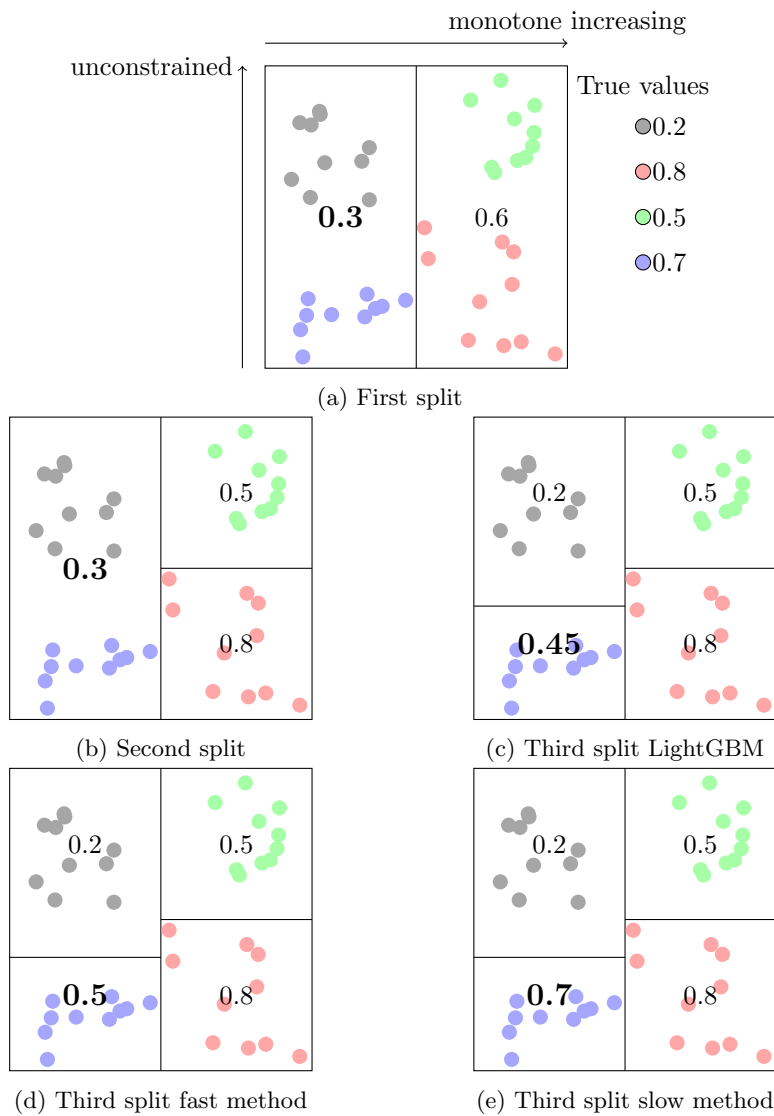 monotone increasing
unconstrained
True values
0.2
0.8
0.5
0.7
0.3
0.6
(a) First split
0.5
0.3
0.8
(b) Second split
0.2
0.5
0.45
0.8
(c) Third split LightGBM
0.2
0.5
0.5
0.8
(d) Third split fast method
0.2
0.5
0.7
0.8
(e) Third split slow method